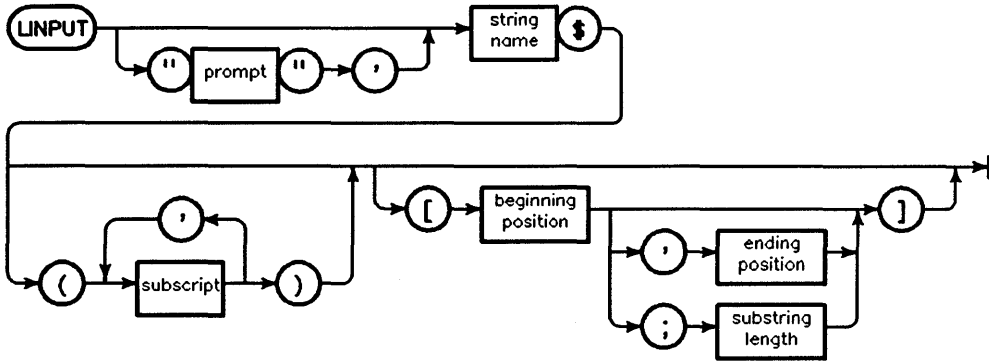 LINPUT
" prompt " ,
string name $
,
( subscript )
[ beginning position ]
, ending position
; substring length